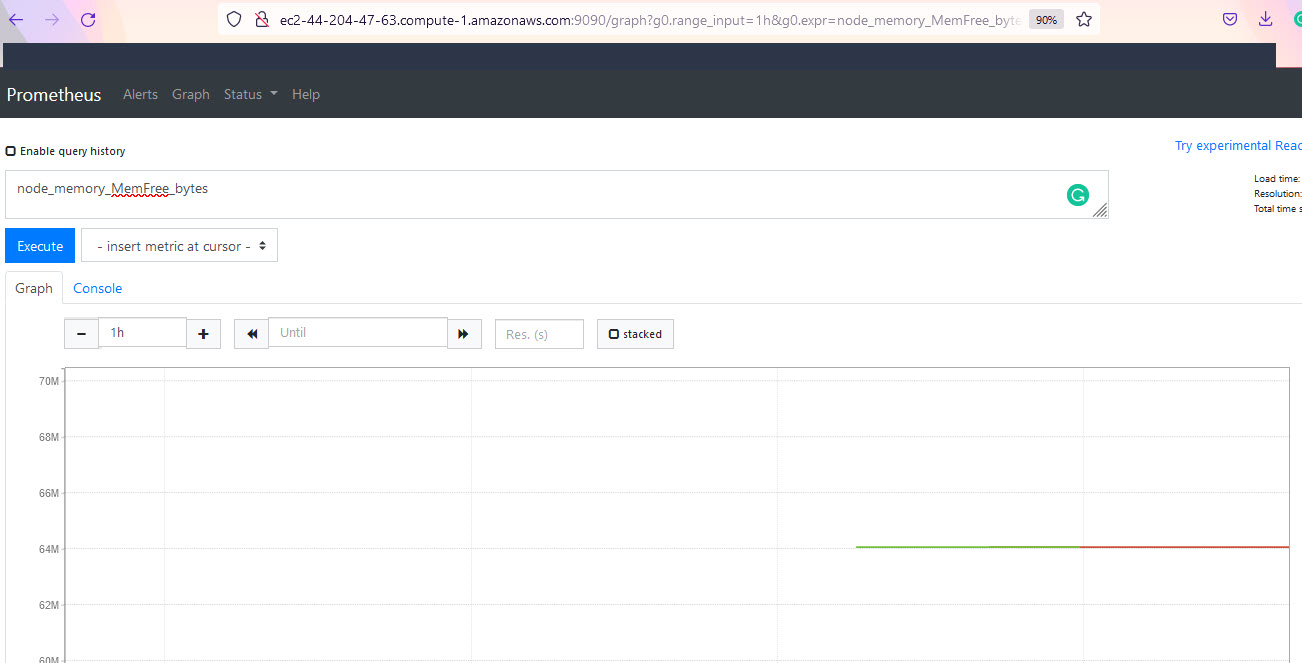 ec2-44-204-47-63.compute-1.amazonaws.com:9090/graph?g0.range_input=1h&g0.expr=node_memory_MemFree_byte 90%
Prometheus Alerts Graph Status Help
Enable query history
Try experimental Reac
node_memory_MemFree_bytes
Load time:
Resolution:
Total time s
Execute - insert metric at cursor -
Graph Console
1h Until Res. (s) stacked
70M
68M
66M
64M
62M
60M